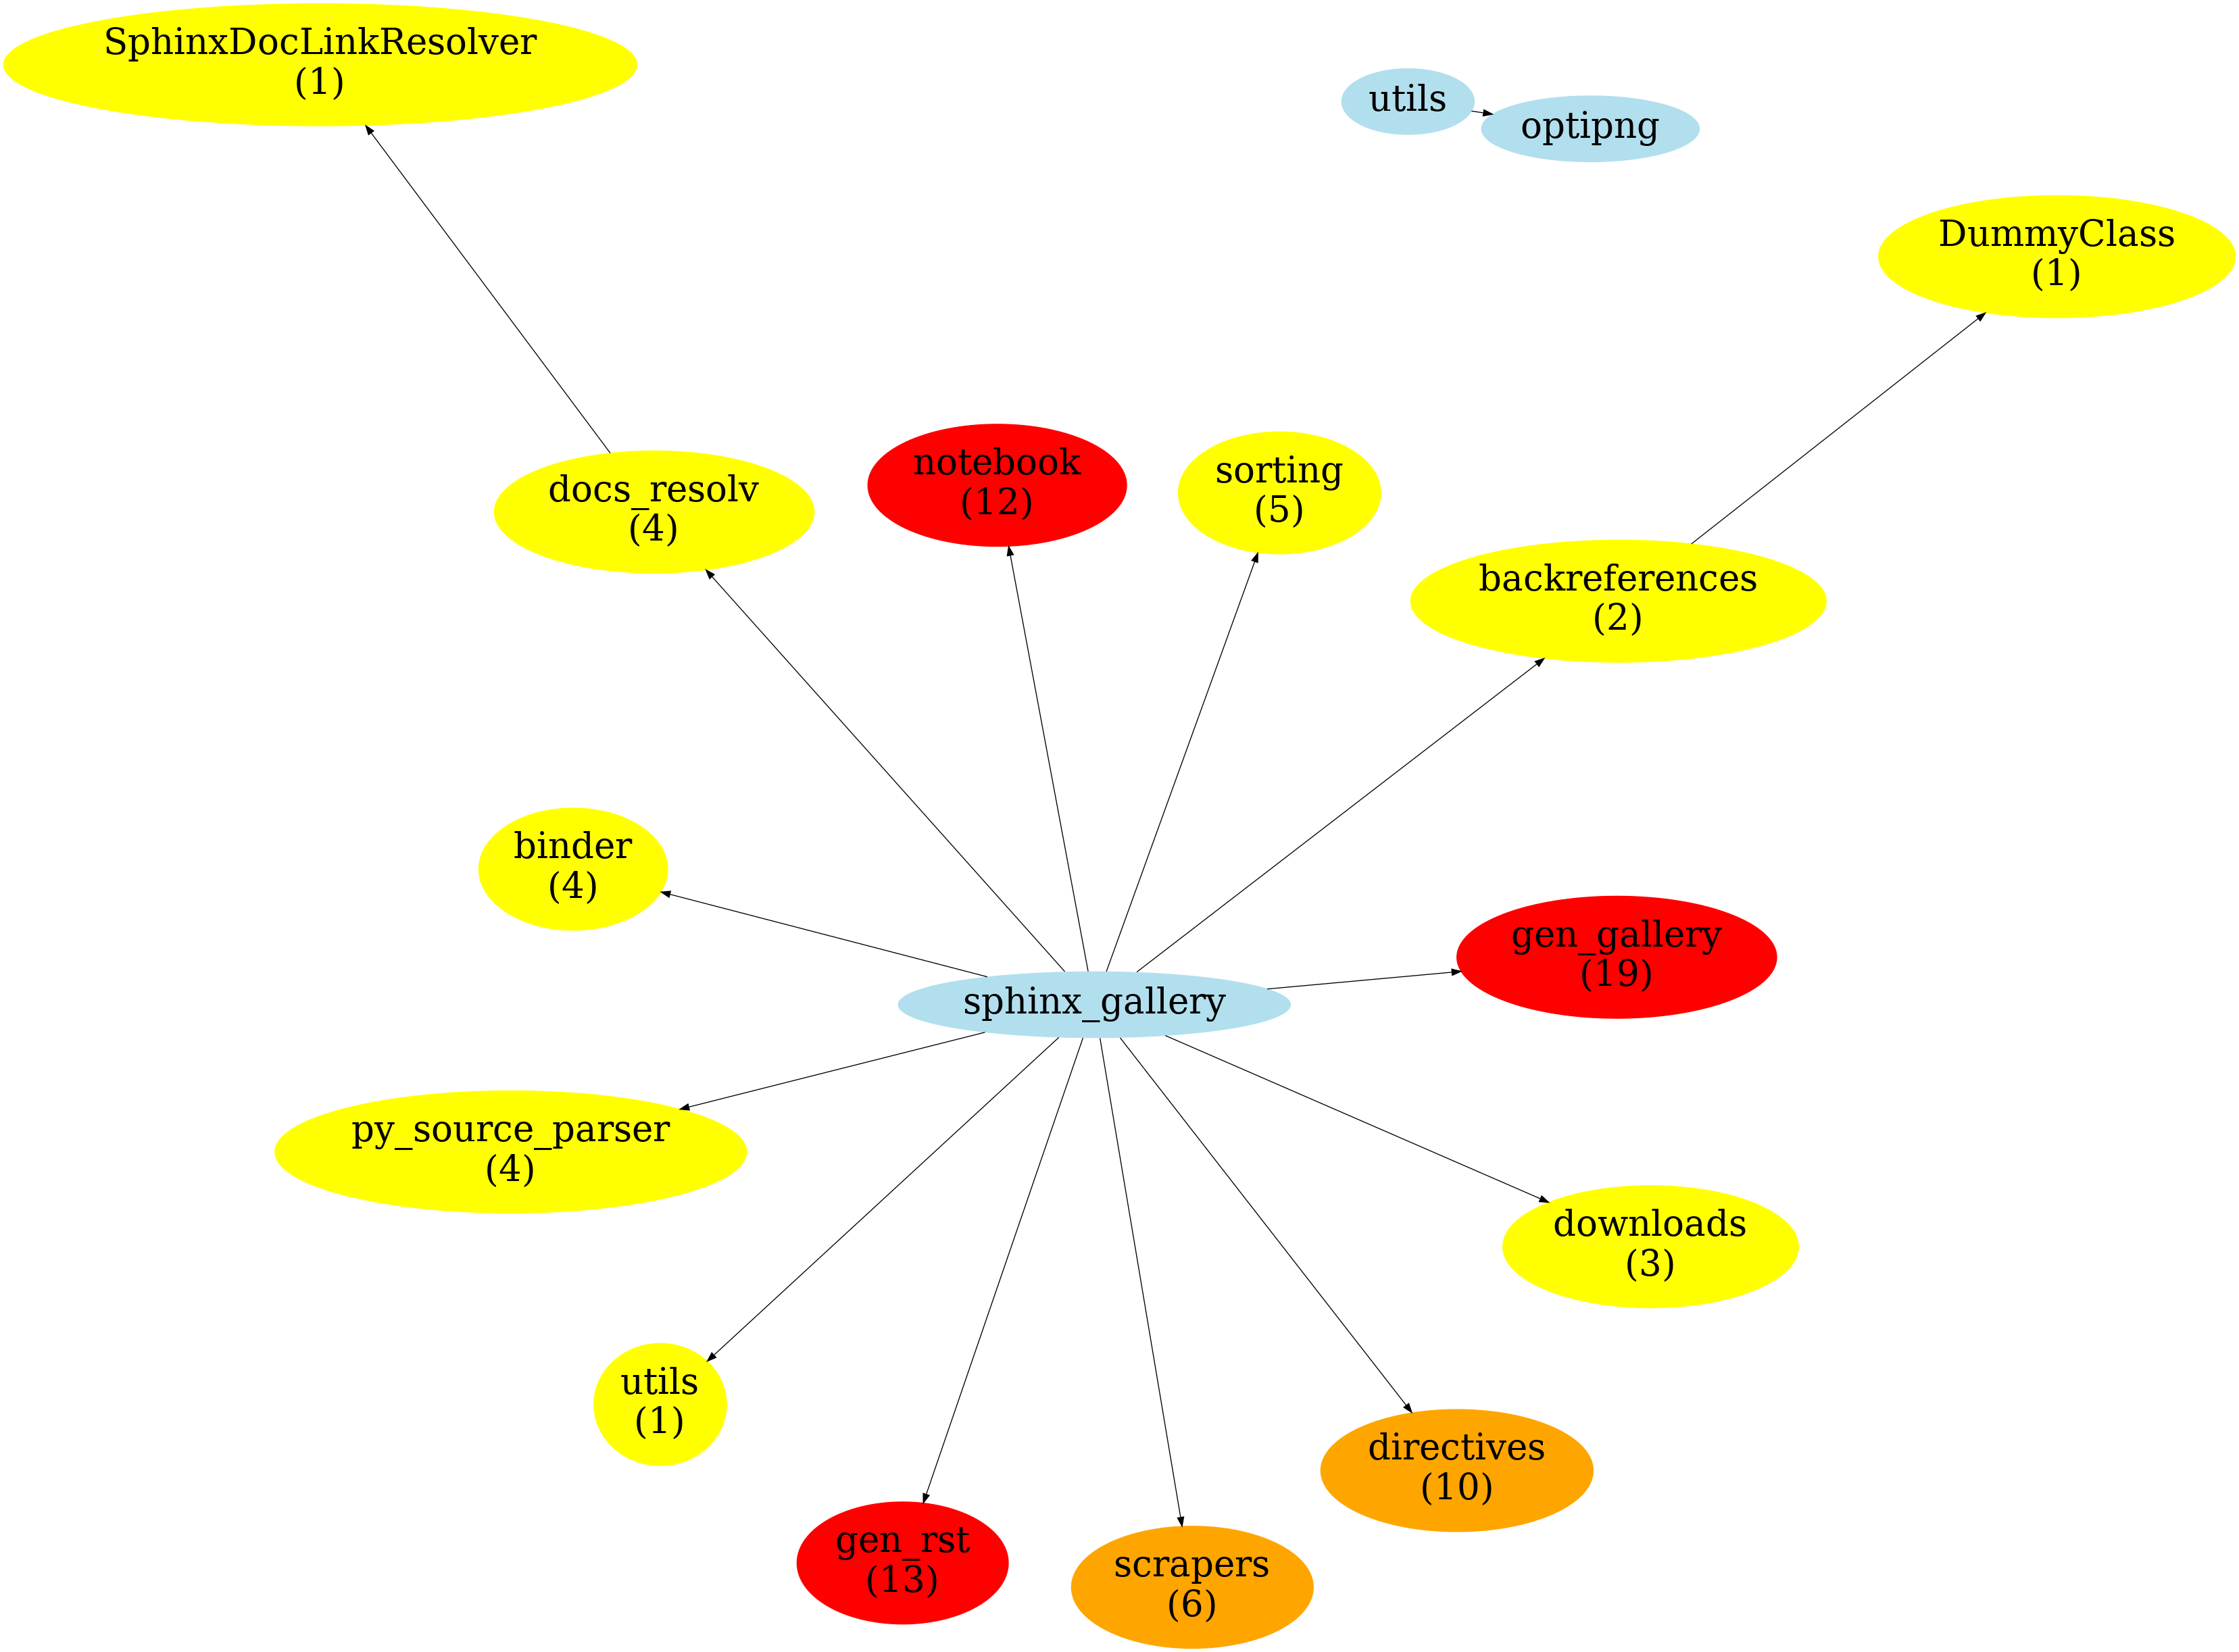 SphinxDocLinkResolver
(1)
utils
optipng
DummyClass
(1)
notebook
(12)
sorting
(5)
docs_resolv
(4)
backreferences
(2)
binder
(4)
gen_gallery
(19)
sphinx_gallery
py_source_parser
(4)
downloads
(3)
utils
(1)
directives
(10)
gen_rst
(13)
scrapers
(6)